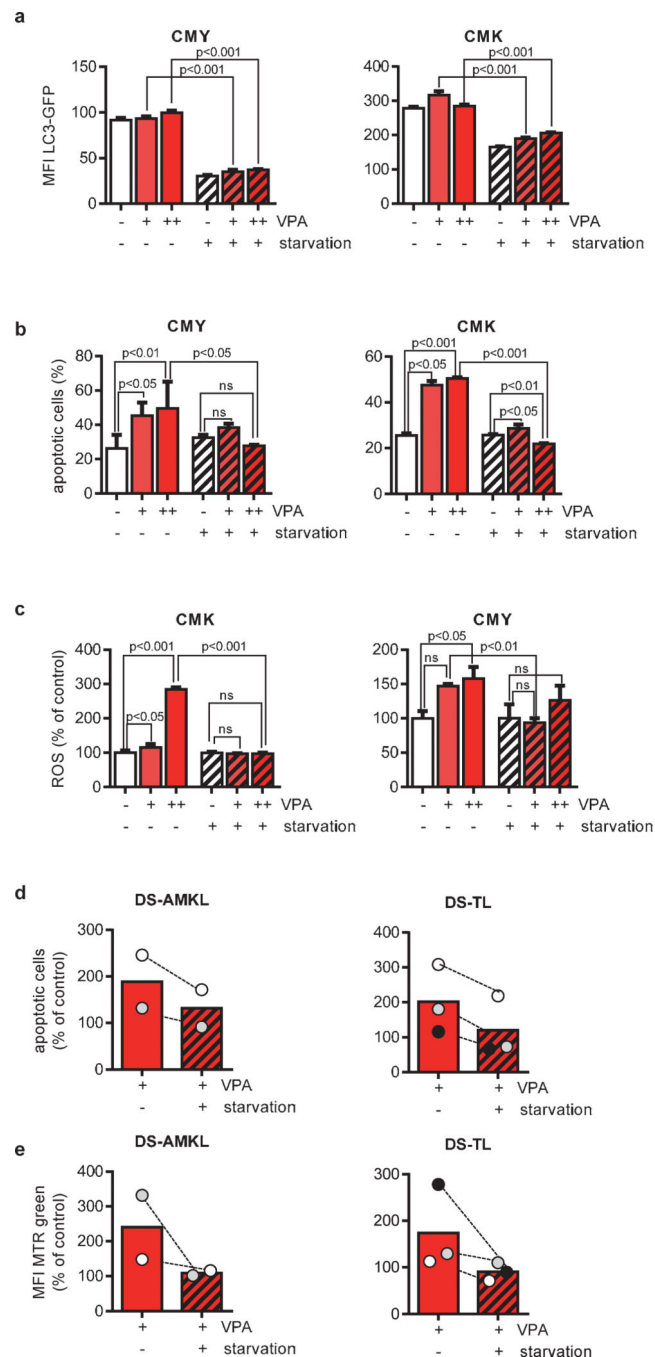 a
CMY
CMK
p<0.001
p<0.001
p<0.001
p<0.001
MFI LC3-GFP
150
100
50
0
400
300
200
100
0
- + ++ - + ++ VPA
- - - + + + starvation
- + ++ - + ++ VPA
- - - + + + starvation
b
CMY
CMK
apoptotic cells (%)
80
60
40
20
0
p<0.01
p<0.05
p<0.05
ns
ns
60
40
20
0
p<0.001
p<0.001
p<0.05
p<0.01
p<0.05
- + ++ - + ++ VPA
- - - + + + starvation
- + ++ - + ++ VPA
- - - + + + starvation
c
CMK
CMY
ROS (% of control)
400
300
200
100
0
p<0.001
p<0.001
p<0.05
ns
ns
200
150
100
50
0
p<0.05
p<0.01
ns
ns
ns
- + ++ - + ++ VPA
- - - + + + starvation
- + ++ - + ++ VPA
- - - + + + starvation
d
DS-AMKL
DS-TL
apoptotic cells
(% of control)
300
200
100
0
400
300
200
100
0
+ + VPA
- + starvation
+ + VPA
- + starvation
e
DS-AMKL
DS-TL
MFI MTR green
(% of control)
400
300
200
100
0
300
200
100
0
+ + VPA
- + starvation
+ + VPA
- + starvation